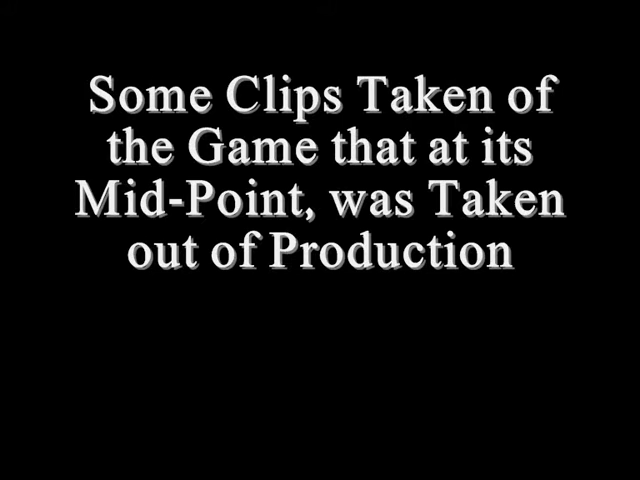 Some Clips Taken of
the Game that at its
Mid-Point, was Taken
out of Production